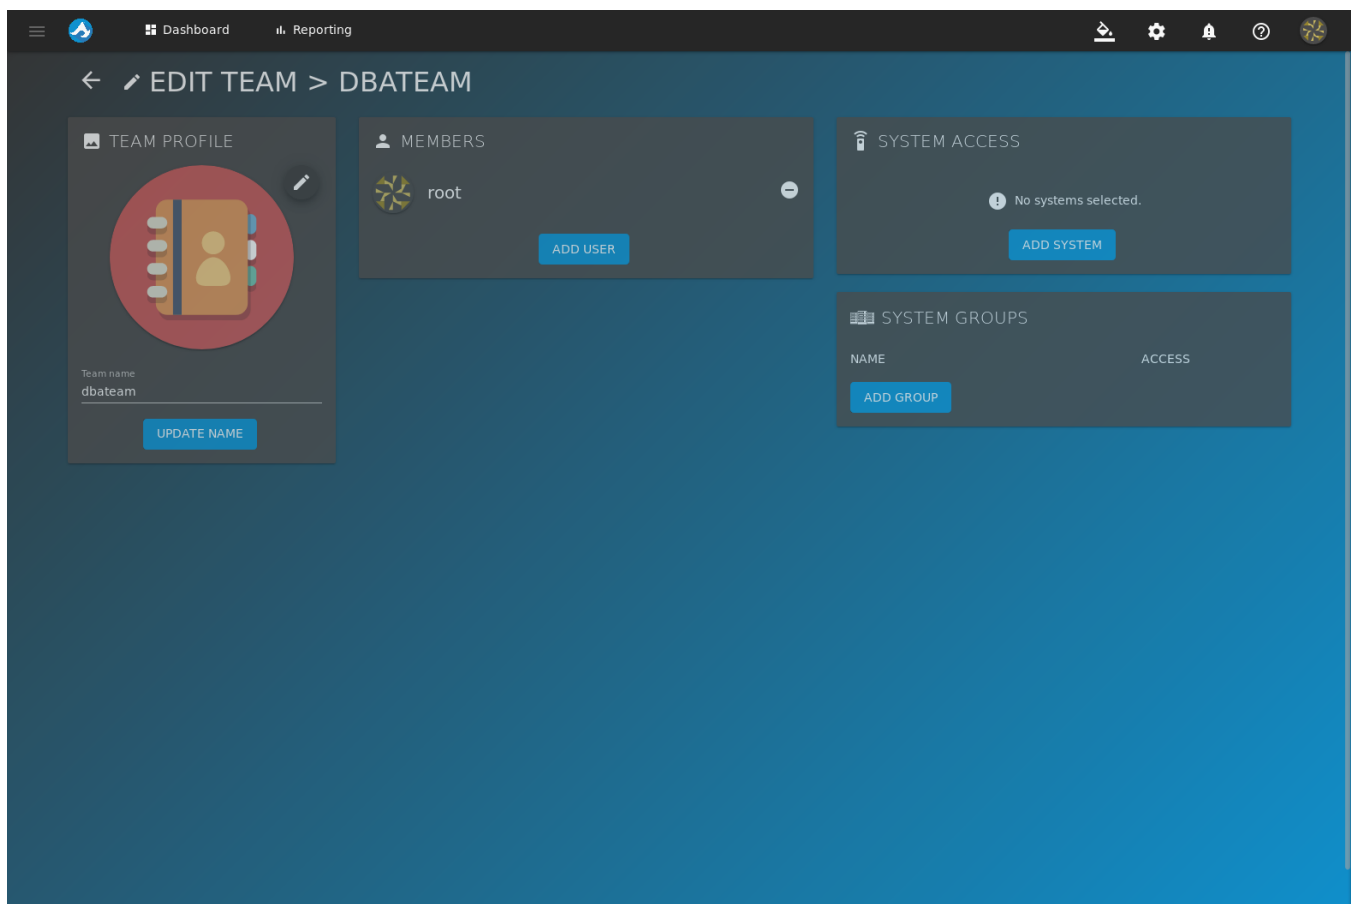 Dashboard
Reporting
EDIT TEAM > DBATEAM
TEAM PROFILE
Team name
dbateam
UPDATE NAME
MEMBERS
root
ADD USER
SYSTEM ACCESS
No systems selected.
ADD SYSTEM
SYSTEM GROUPS
NAME ACCESS
ADD GROUP